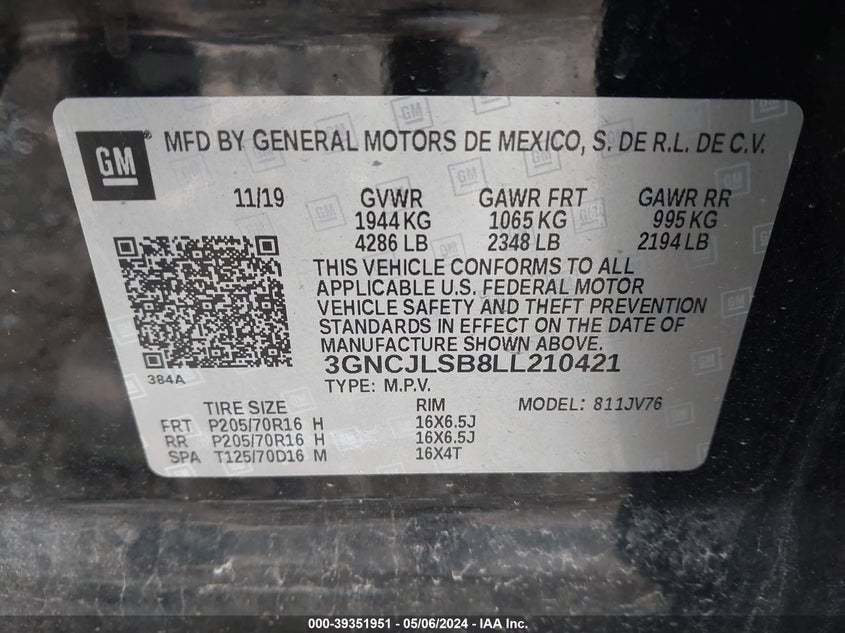 GM
® MFD BY GENERAL MOTORS DE MEXICO, S. DE R.L. DE C.V.
11/19 GVWR GAWR FRT GAWR RR
1944 KG 1065 KG 995 KG
4286 LB 2348 LB 2194 LB
THIS VEHICLE CONFORMS TO ALL
APPLICABLE U.S. FEDERAL MOTOR
VEHICLE SAFETY AND THEFT PREVENTION
STANDARDS IN EFFECT ON THE DATE OF
MANUFACTURE SHOWN ABOVE.
3GNCJLSB8LL210421
384A TYPE: M.P.V.
TIRE SIZE RIM MODEL: 811JV76
FRT P205/70R16 H 16X6.5J
RR P205/70R16 H 16X6.5J
SPA T125/70D16 M 16X4T
000-39351951 / 05/06/2024 - IAA Inc.